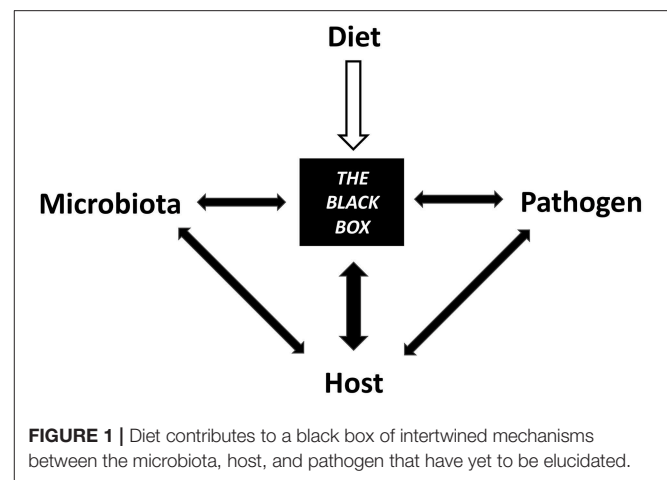 Diet
THE
BLACK
BOX
Microbiota
Pathogen
Host
FIGURE 1 | Diet contributes to a black box of intertwined mechanisms
between the microbiota, host, and pathogen that have yet to be elucidated.